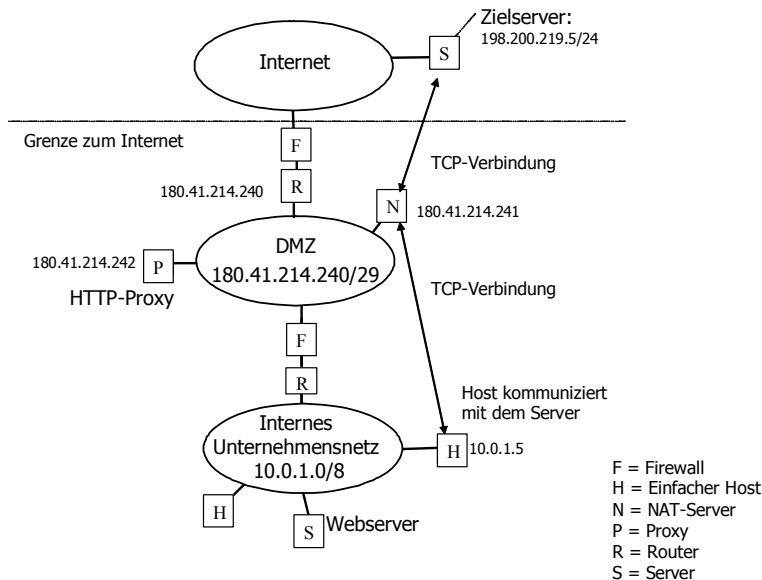 Zielserver:
198.200.219.5/24
S
Internet
Grenze zum Internet
F
TCP-Verbindung
180.41.214.240
R
N
180.41.214.241
DMZ
180.41.214.240/29
180.41.214.242
P
HTTP-Proxy
TCP-Verbindung
F
R
Host kommuniziert
mit dem Server
Internes
Unternehmensnetz
10.0.1.0/8
H
10.0.1.5
H
S
Webserver
F = Firewall
H = Einfacher Host
N = NAT-Server
P = Proxy
R = Router
S = Server